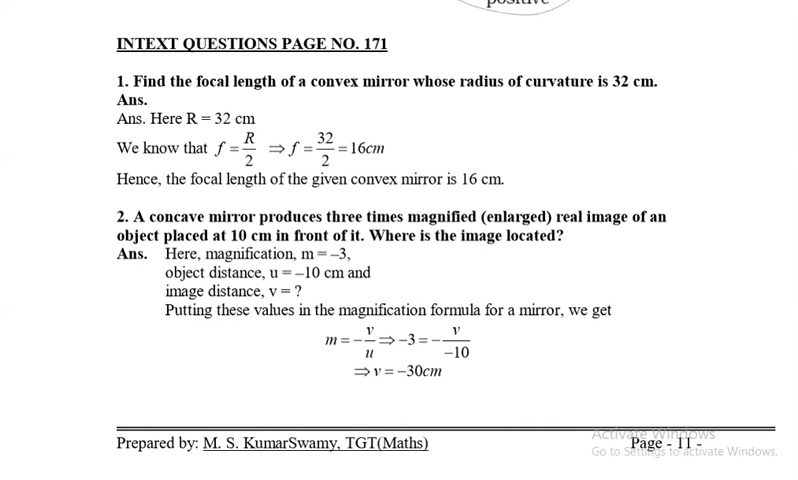 positive
INTEXT QUESTIONS PAGE NO. 171
1. Find the focal length of a convex mirror whose radius of curvature is 32 cm.
Ans.
Ans. Here R = 32 cm
We know that f = R/2 ⇒ f = 32/2 = 16cm
Hence, the focal length of the given convex mirror is 16 cm.
2. A concave mirror produces three times magnified (enlarged) real image of an
object placed at 10 cm in front of it. Where is the image located?
Ans. Here, magnification, m = –3,
object distance, u = –10 cm and
image distance, v = ?
Putting these values in the magnification formula for a mirror, we get
m = −v/u ⇒ −3 = −v/−10
⇒ v = −30cm
Prepared by: M. S. KumarSwamy, TGT(Maths) Page - 11 -
Activate Windows
Go to Settings to activate Windows.